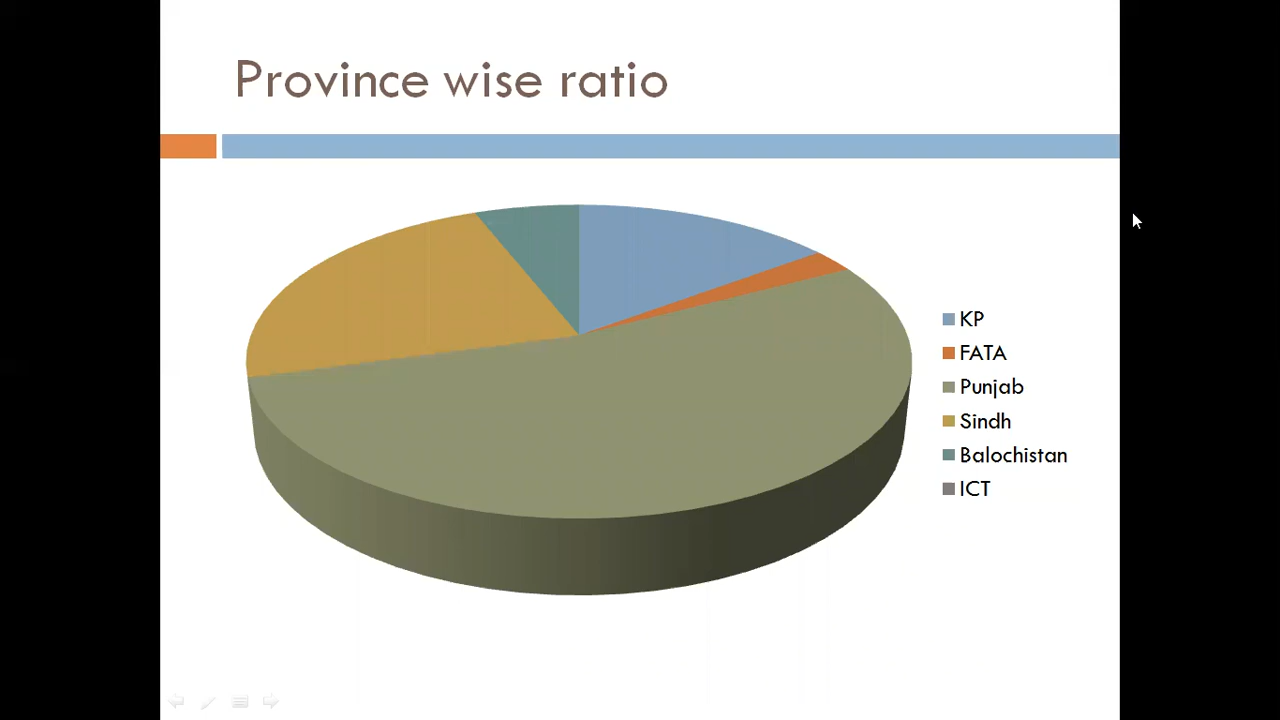 Province wise ratio
KP
FATA
Punjab
Sindh
Balochistan
ICT